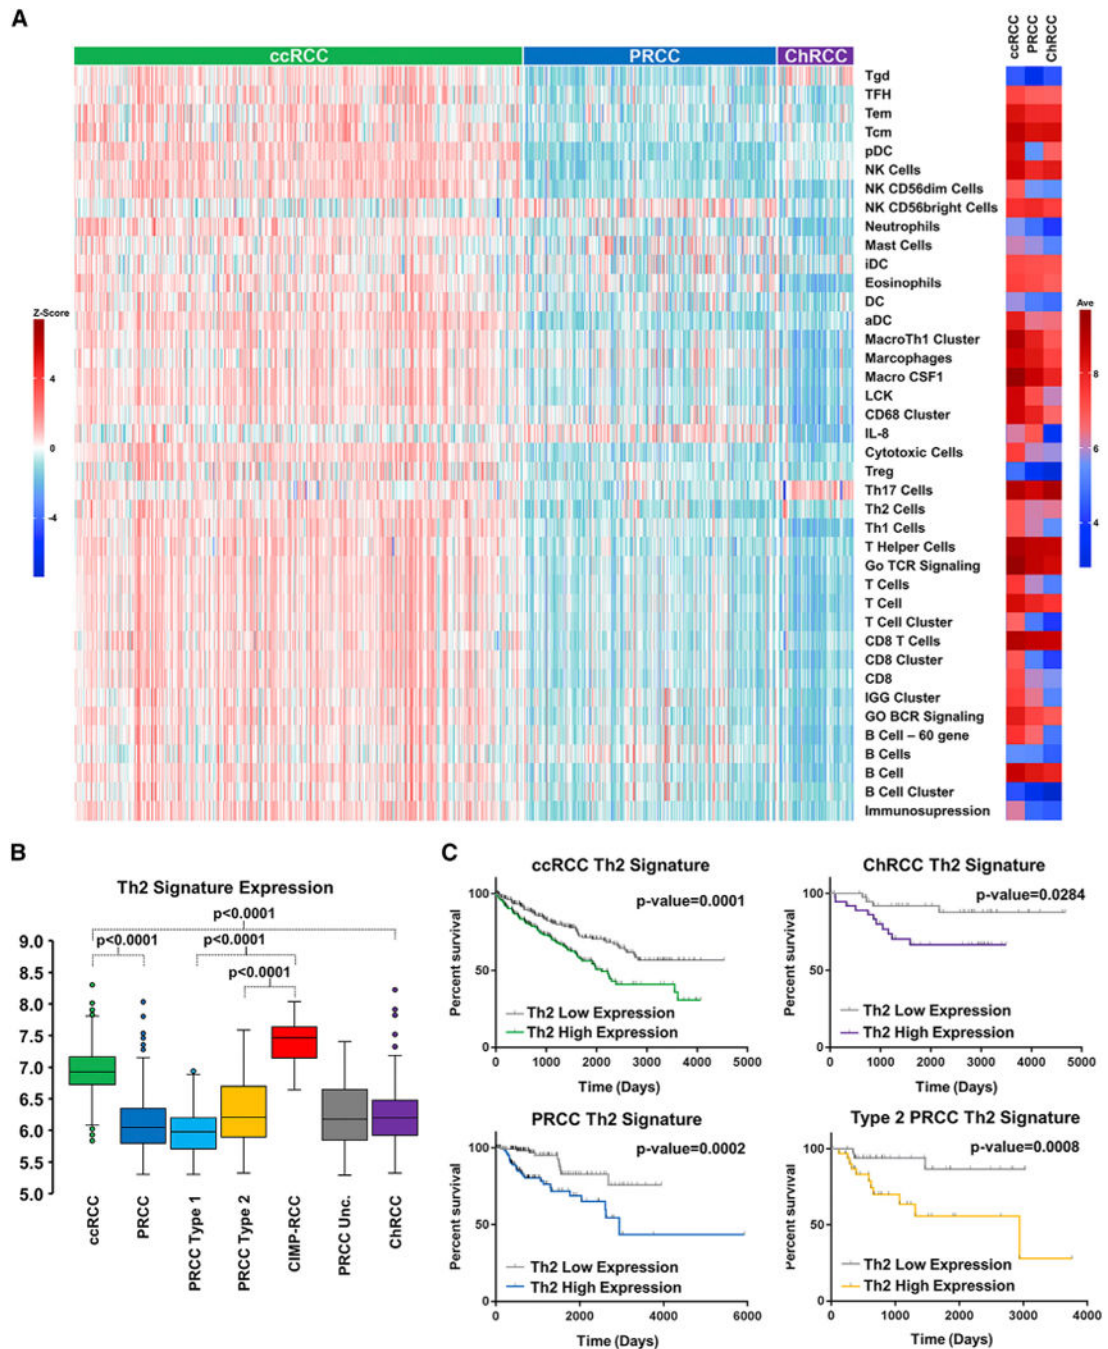 A
ccRCC PRCC ChRCC
ccRCC PRCC ChRCC
Tgd
TFH
Tem
Tcm
pDC
NK Cells
NK CD56dim Cells
NK CD56bright Cells
Neutrophils
Mast Cells
iDC
Eosinophils
DC
aDC
MacroTh1 Cluster
Marcophages
Macro CSF1
LCK
CD68 Cluster
IL-8
Cytotoxic Cells
Treg
Th17 Cells
Th2 Cells
Th1 Cells
T Helper Cells
Go TCR Signaling
T Cells
T Cell
T Cell Cluster
CD8 T Cells
CD8 Cluster
CD8
IGG Cluster
GO BCR Signaling
B Cell – 60 gene
B Cells
B Cell
B Cell Cluster
Immunosupression
Z-Score
4
0
-4
Ave
8
6
4
B
Th2 Signature Expression
p<0.0001
p<0.0001 p<0.0001
p<0.0001
9.0
8.5
8.0
7.5
7.0
6.5
6.0
5.5
5.0
ccRCC
PRCC
PRCC Type 1
PRCC Type 2
CIMP-RCC
PRCC Unc.
ChRCC
C
ccRCC Th2 Signature
p-value=0.0001
Percent survival
100
50
0
Th2 Low Expression
Th2 High Expression
0 1000 2000 3000 4000 5000
Time (Days)
ChRCC Th2 Signature
p-value=0.0284
Percent survival
100
50
0
Th2 Low Expression
Th2 High Expression
0 1000 2000 3000 4000 5000
Time (Days)
PRCC Th2 Signature
p-value=0.0002
Percent survival
100
50
0
Th2 Low Expression
Th2 High Expression
0 2000 4000 6000
Time (Days)
Type 2 PRCC Th2 Signature
p-value=0.0008
Percent survival
100
50
0
Th2 Low Expression
Th2 High Expression
0 1000 2000 3000 4000
Time (Days)